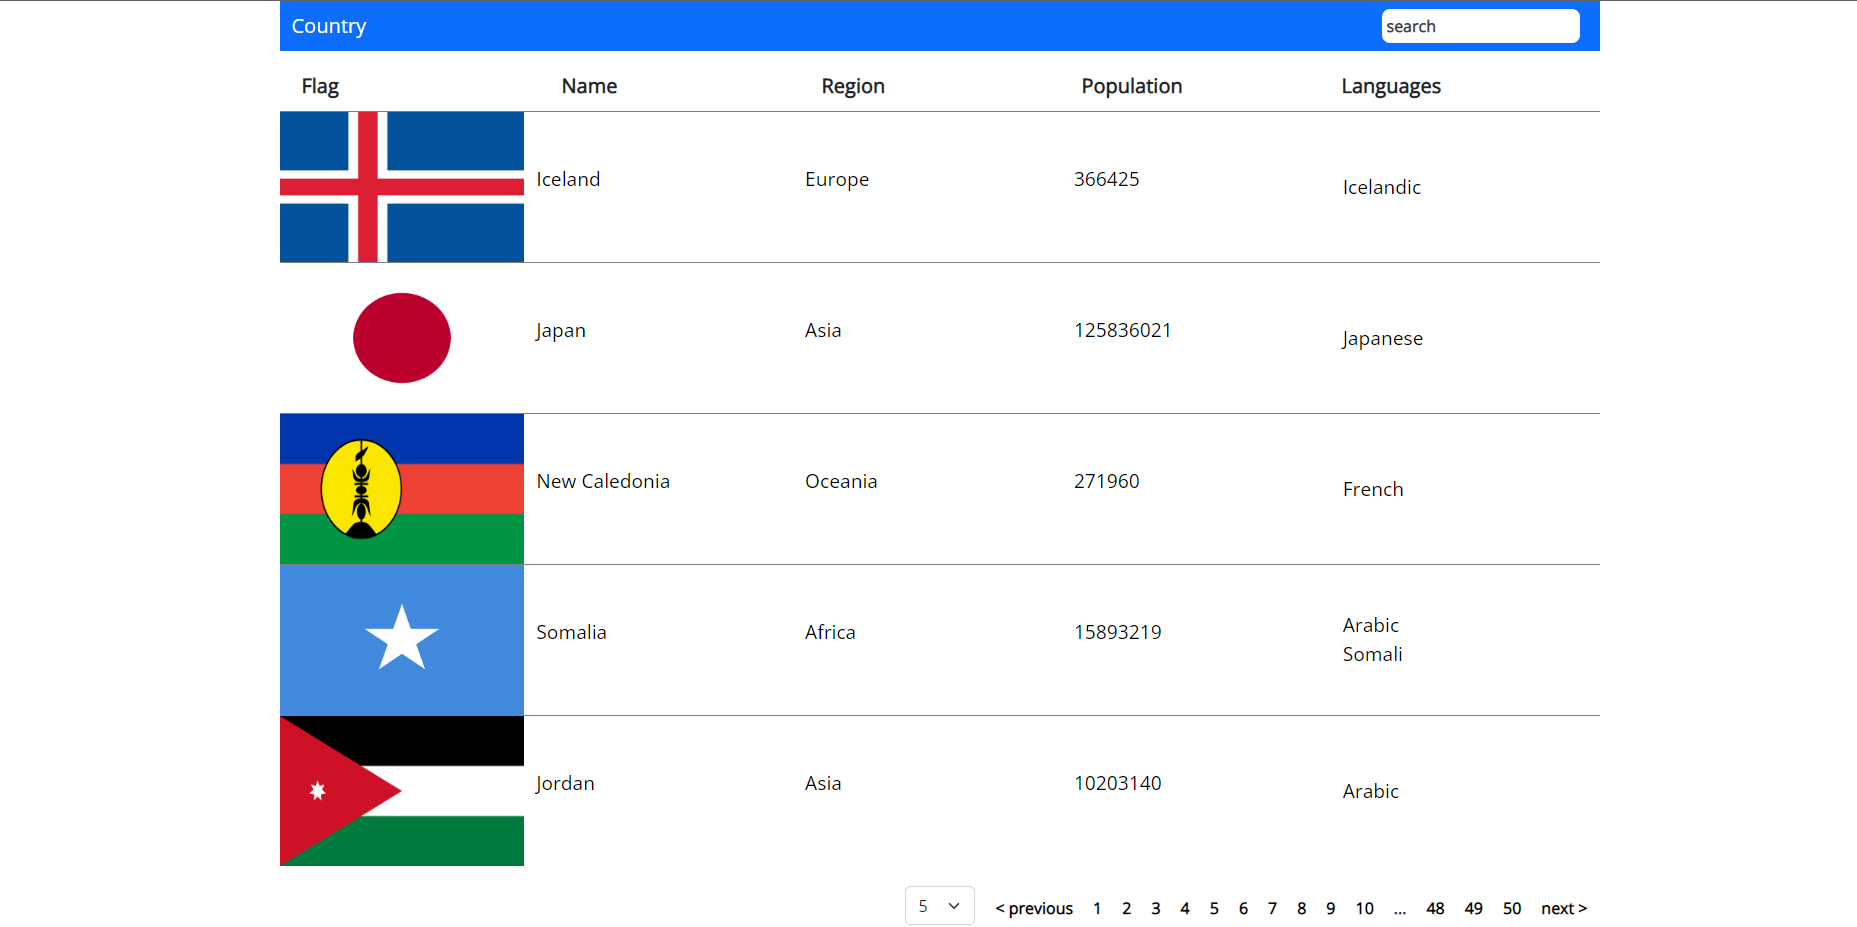 Country search
Flag Name Region Population Languages
Iceland Europe 366425 Icelandic
Japan Asia 125836021 Japanese
New Caledonia Oceania 271960 French
Somalia Africa 15893219 Arabic
Somali
Jordan Asia 10203140 Arabic
5 < previous 1 2 3 4 5 6 7 8 9 10 ... 48 49 50 next >